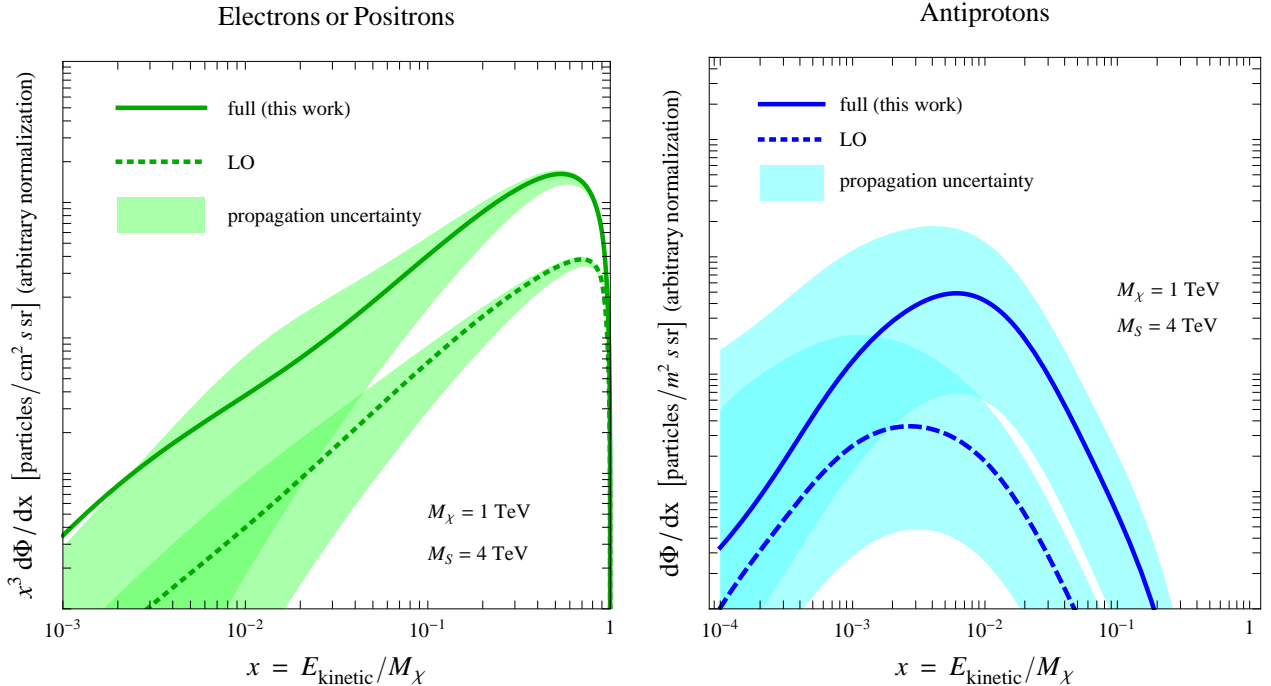 Electrons or Positrons
x³ dΦ/dx [particles/cm² s sr] (arbitrary normalization)
full (this work)
LO
propagation uncertainty
M_χ = 1 TeV
M_S = 4 TeV
10⁻³ 10⁻² 10⁻¹ 1
x = E_kinetic/M_χ
Antiprotons
dΦ/dx [particles/m² s sr] (arbitrary normalization)
full (this work)
LO
propagation uncertainty
M_χ = 1 TeV
M_S = 4 TeV
10⁻⁴ 10⁻³ 10⁻² 10⁻¹ 1
x = E_kinetic/M_χ